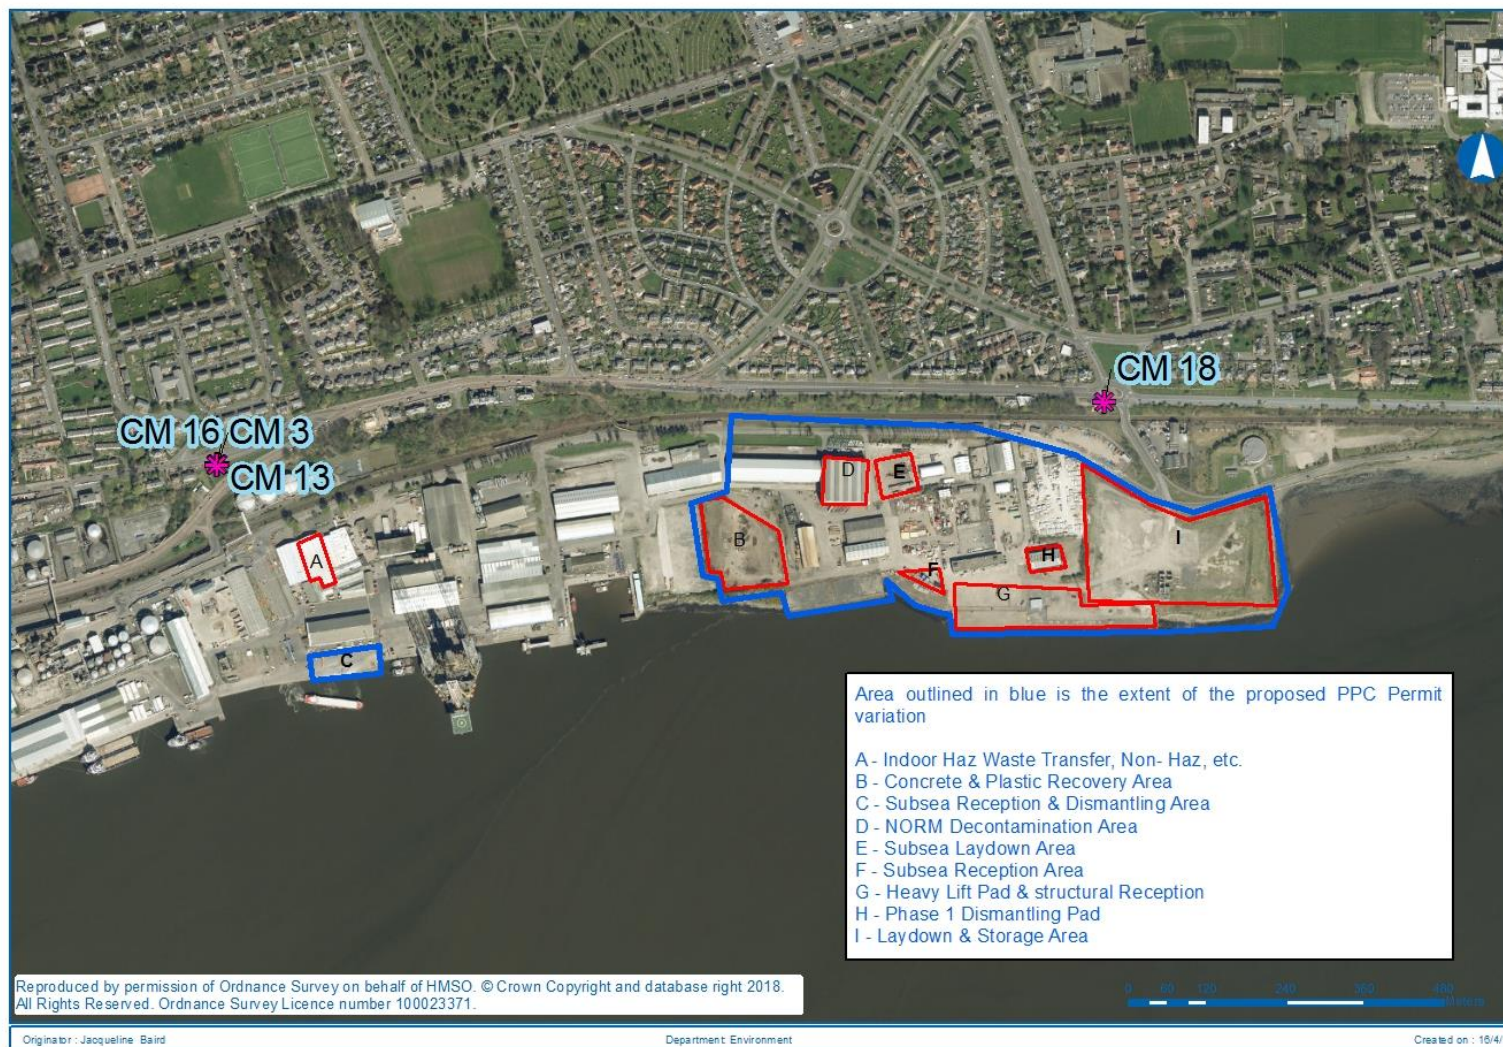 CM 18
CM 16 CM 3
CM 13
A
B
C
D
E
F
G
H
I
Area outlined in blue is the extent of the proposed PPC Permit
variation
A - Indoor Haz Waste Transfer, Non- Haz, etc.
B - Concrete & Plastic Recovery Area
C - Subsea Reception & Dismantling Area
D - NORM Decontamination Area
E - Subsea Laydown Area
F - Subsea Reception Area
G - Heavy Lift Pad & structural Reception
H - Phase 1 Dismantling Pad
I - Laydown & Storage Area
Reproduced by permission of Ordnance Survey on behalf of HMSO. © Crown Copyright and database right 2018.
All Rights Reserved. Ordnance Survey Licence number 100023371.
0 60 120 240 360 480
Meters
Originator : Jacqueline Baird Department: Environment Created on : 16/4/